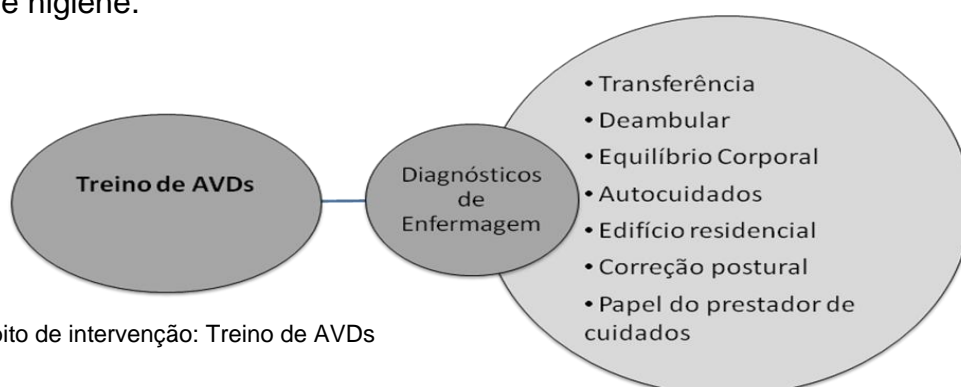 e higiene.
Treino de AVDs
Diagnósticos
de
Enfermagem
• Transferência
• Deambular
• Equilíbrio Corporal
• Autocuidados
• Edifício residencial
• Correção postural
• Papel do prestador de
cuidados
ito de intervenção: Treino de AVDs